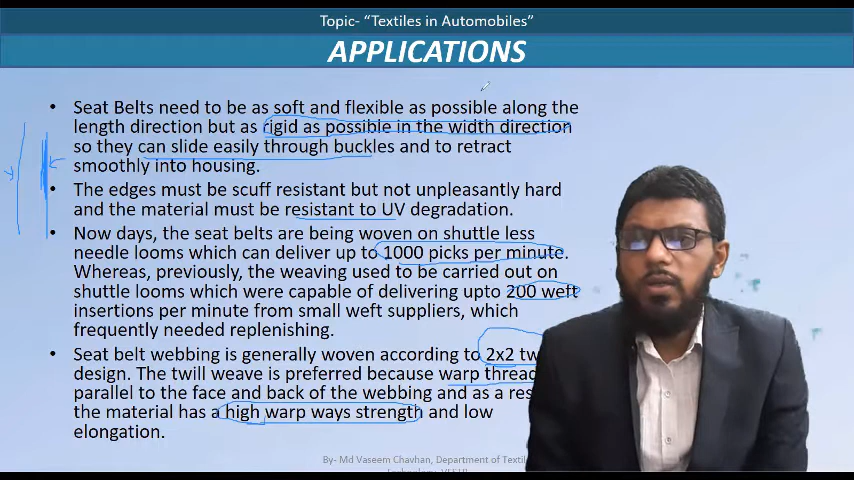 Topic- “Textiles in Automobiles”
APPLICATIONS
• Seat Belts need to be as soft and flexible as possible along the
length direction but as rigid as possible in the width direction
so they can slide easily through buckles and to retract
smoothly into housing.
• The edges must be scuff resistant but not unpleasantly hard
and the material must be resistant to UV degradation.
• Now days, the seat belts are being woven on shuttle less
needle looms which can deliver up to 1000 picks per minute.
Whereas, previously, the weaving used to be carried out on
shuttle looms which were capable of delivering upto 200 weft
insertions per minute from small weft suppliers, which
frequently needed replenishing.
• Seat belt webbing is generally woven according to 2x2 tw
design. The twill weave is preferred because warp thread
parallel to the face and back of the webbing and as a res
the material has a high warp ways strength and low
elongation.
By- Md Vaseem Chavhan, Department of Textil